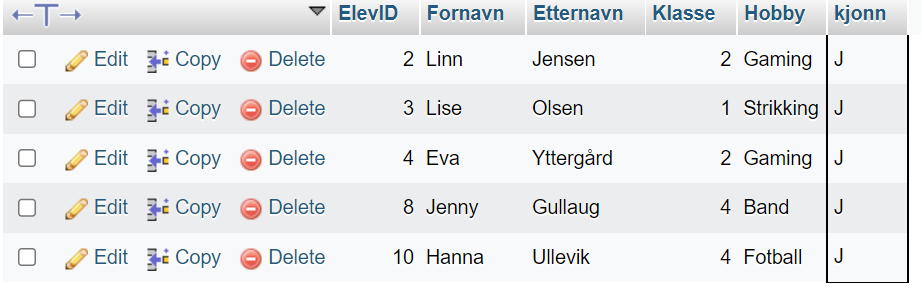 ←T→ ElevID Fornavn Etternavn Klasse Hobby kjonn
Edit Copy Delete 2 Linn Jensen 2 Gaming J
Edit Copy Delete 3 Lise Olsen 1 Strikking J
Edit Copy Delete 4 Eva Yttergård 2 Gaming J
Edit Copy Delete 8 Jenny Gullaug 4 Band J
Edit Copy Delete 10 Hanna Ullevik 4 Fotball J